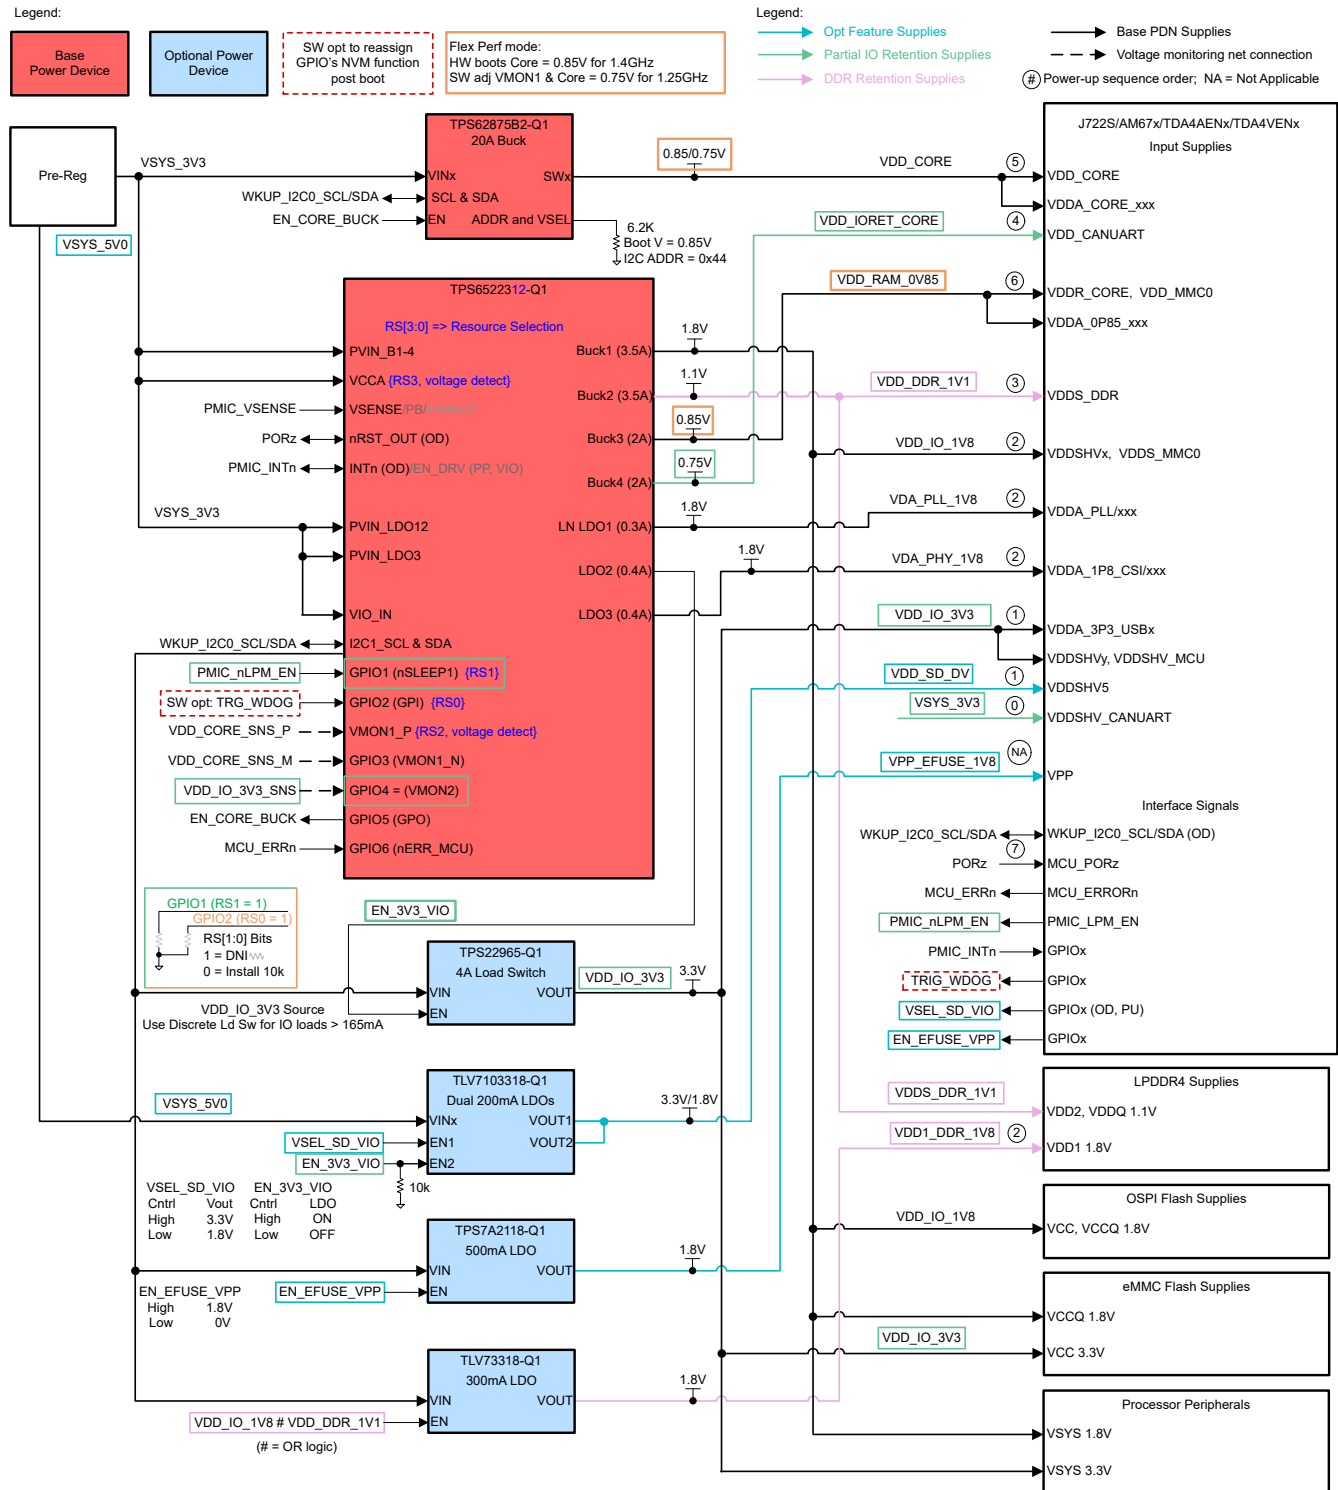 Legend:
Base
Power Device
Optional Power
Device
SW opt to reassign
GPIO's NVM function
post boot
Flex Perf mode:
HW boots Core = 0.85V for 1.4GHz
SW adj VMON1 & Core = 0.75V for 1.25GHz
Legend:
Opt Feature Supplies
Partial IO Retention Supplies
DDR Retention Supplies
Base PDN Supplies
Voltage monitoring net connection
# Power-up sequence order; NA = Not Applicable
Pre-Reg
VSYS_3V3
VSYS_5V0
TPS62875B2-Q1
20A Buck
VINx
SWx
WKUP_I2C0_SCL/SDA
SCL & SDA
EN_CORE_BUCK
EN
ADDR and VSEL
6.2K
Boot V = 0.85V
I2C ADDR = 0x44
0.85/0.75V
VDD_CORE
5
VDD_IORET_CORE
4
J722S/AM67x/TDA4AENx/TDA4VENx
Input Supplies
VDD_CORE
VDDA_CORE_xxx
VDD_CANUART
TPS6522312-Q1
RS[3:0] => Resource Selection
PVIN_B1-4
VCCA {RS3, voltage detect}
PMIC_VSENSE
VSENSE/PB/ENABLE
PORz
nRST_OUT (OD)
PMIC_INTn
INTn (OD)/EN_DRV (PP, VIO)
VSYS_3V3
PVIN_LDO12
PVIN_LDO3
VIO_IN
WKUP_I2C0_SCL/SDA
I2C1_SCL & SDA
PMIC_nLPM_EN
GPIO1 (nSLEEP1) {RS1}
SW opt: TRG_WDOG
GPIO2 (GPI) {RS0}
VDD_CORE_SNS_P
VMON1_P {RS2, voltage detect}
VDD_CORE_SNS_M
GPIO3 (VMON1_N)
VDD_IO_3V3_SNS
GPIO4 = (VMON2)
EN_CORE_BUCK
GPIO5 (GPO)
MCU_ERRn
GPIO6 (nERR_MCU)
Buck1 (3.5A)
Buck2 (3.5A)
Buck3 (2A)
Buck4 (2A)
LN LDO1 (0.3A)
LDO2 (0.4A)
LDO3 (0.4A)
1.8V
1.1V
0.85V
0.75V
1.8V
1.8V
VDD_RAM_0V85
6
VDDR_CORE, VDD_MMC0
VDDA_0P85_xxx
VDD_DDR_1V1
3
VDDS_DDR
VDD_IO_1V8
2
VDDSHVx, VDDS_MMC0
VDA_PLL_1V8
2
VDDA_PLL/xxx
VDA_PHY_1V8
2
VDDA_1P8_CSI/xxx
VDD_IO_3V3
1
VDDA_3P3_USBx
VDDSHVy, VDDSHV_MCU
VDD_SD_DV
1
VDDSHV5
VSYS_3V3
0
VDDSHV_CANUART
VPP_EFUSE_1V8
NA
VPP
Interface Signals
WKUP_I2C0_SCL/SDA
WKUP_I2C0_SCL/SDA (OD)
PORz
7
MCU_PORz
MCU_ERRn
MCU_ERRORn
PMIC_nLPM_EN
PMIC_LPM_EN
PMIC_INTn
GPIOx
TRIG_WDOG
GPIOx
VSEL_SD_VIO
GPIOx (OD, PU)
EN_EFUSE_VPP
GPIOx
GPIO1 (RS1 = 1)
GPIO2 (RS0 = 1)
RS[1:0] Bits
1 = DNI
0 = Install 10k
VDD_IO_3V3 Source
Use Discrete Ld Sw for IO loads > 165mA
EN_3V3_VIO
TPS22965-Q1
4A Load Switch
VIN
VOUT
EN
VDD_IO_3V3
3.3V
VSYS_5V0
TLV7103318-Q1
Dual 200mA LDOs
VINx
VOUT1
VSEL_SD_VIO
EN1
VOUT2
EN_3V3_VIO
EN2
10k
3.3V/1.8V
VSEL_SD_VIO EN_3V3_VIO
Cntrl Vout Cntrl LDO
High 3.3V High ON
Low 1.8V Low OFF
TPS7A2118-Q1
500mA LDO
VIN
VOUT
EN_EFUSE_VPP
EN
1.8V
EN_EFUSE_VPP
High 1.8V
Low 0V
TLV73318-Q1
300mA LDO
VIN
VOUT
VDD_IO_1V8 # VDD_DDR_1V1
EN
(# = OR logic)
1.8V
LPDDR4 Supplies
VDDS_DDR_1V1
VDD2, VDDQ 1.1V
VDD1_DDR_1V8
2
VDD1 1.8V
OSPI Flash Supplies
VDD_IO_1V8
VCC, VCCQ 1.8V
eMMC Flash Supplies
VCCQ 1.8V
VDD_IO_3V3
VCC 3.3V
Processor Peripherals
VSYS 1.8V
VSYS 3.3V